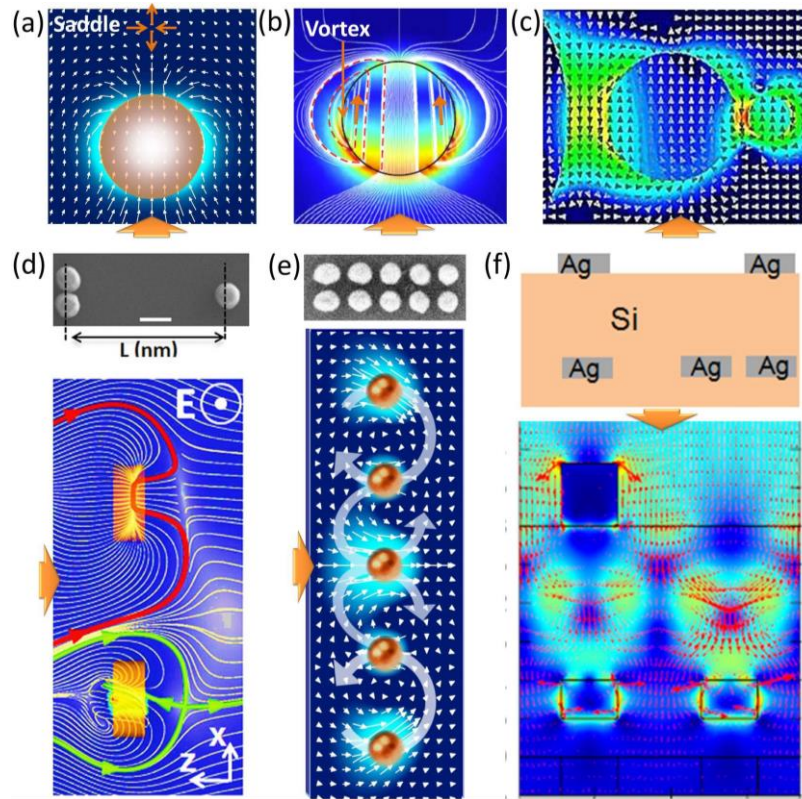 (a)
Saddle
(b)
Vortex
(c)
(d)
L (nm)
(e)
(f)
Ag
Ag
Si
Ag
Ag
Ag
E
X
Z